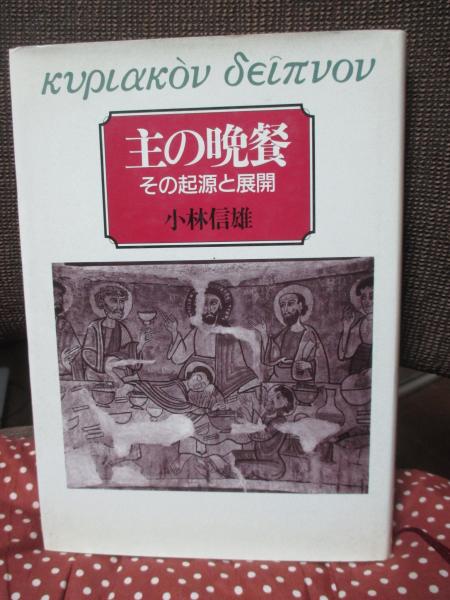 κυριακὸν δεῖπνον
主の晩餐
その起源と展開
小林信雄